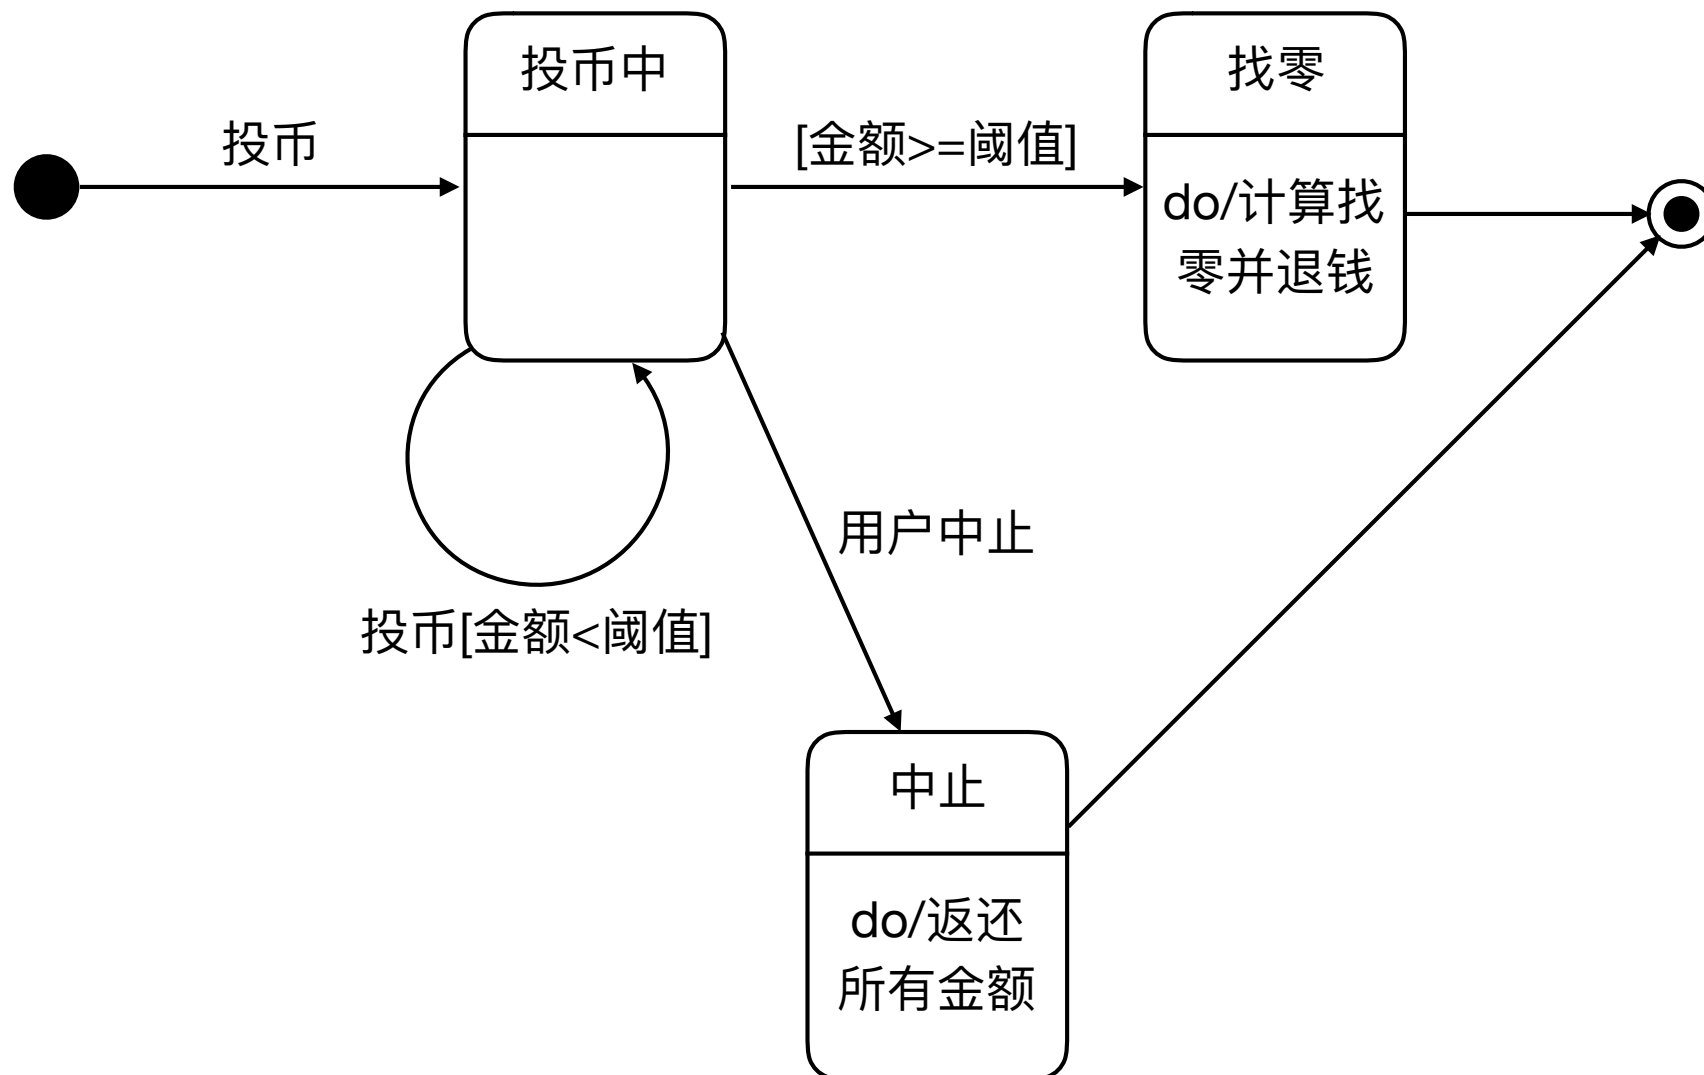 投币中
找零
投币
[金额>=阈值]
do/计算找
零并退钱
用户中止
投币[金额<阈值]
中止
do/返还
所有金额